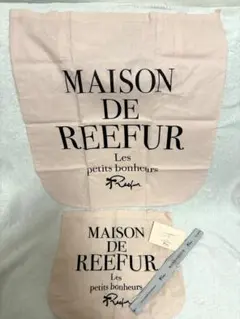 MAISON
DE
REEFUR
Les
petits bonheurs
Reefur
MAISON
DE
REEFUR
Les
petits bonheurs
Reefur